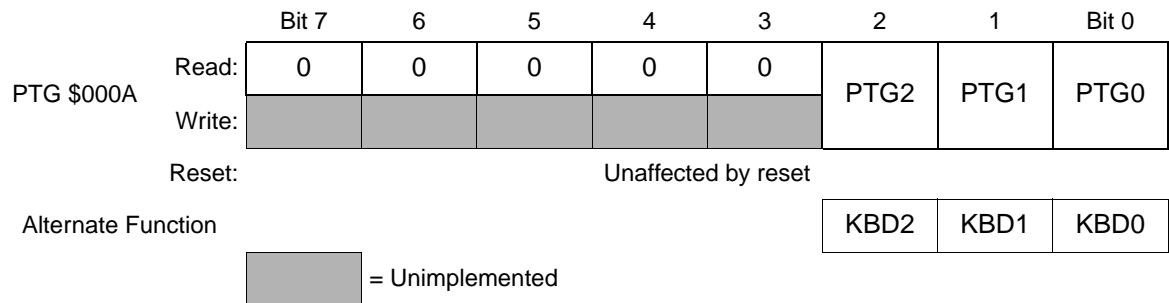 Bit 7 6 5 4 3 2 1 Bit 0
Read: 0 0 0 0 0
PTG $000A PTG2 PTG1 PTG0
Write:
Reset: Unaffected by reset
Alternate Function KBD2 KBD1 KBD0
= Unimplemented